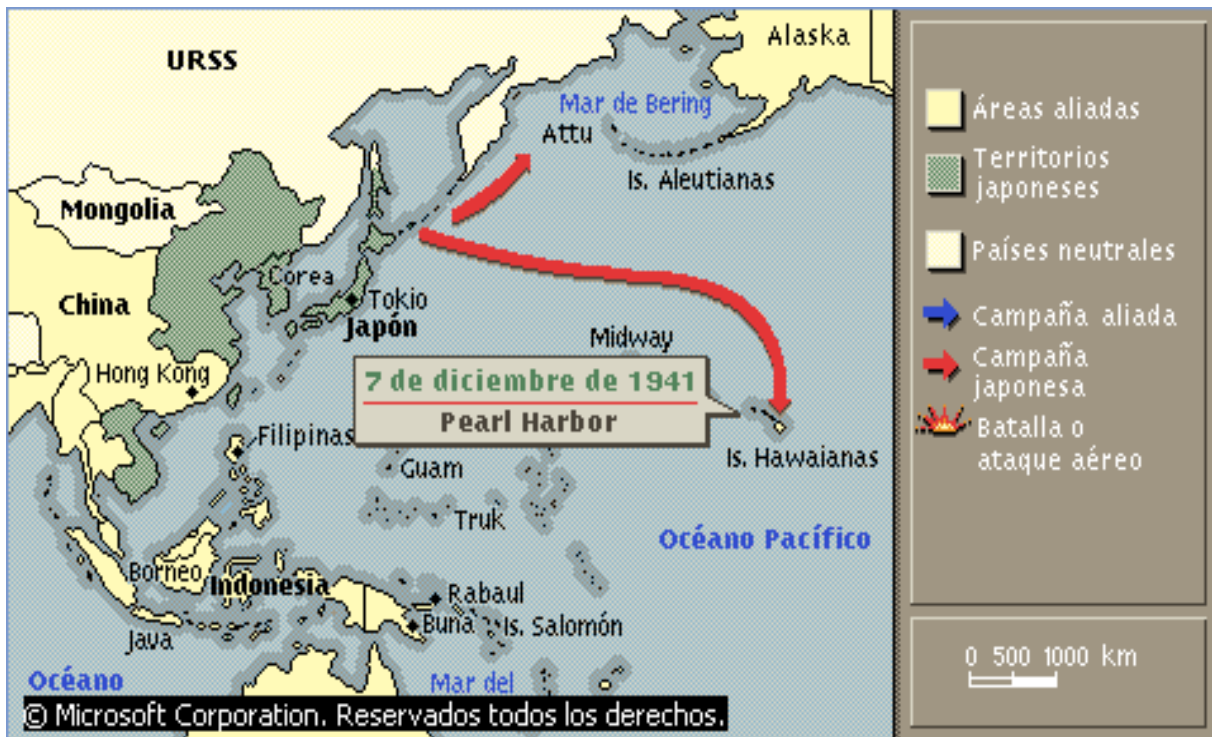 URSS
Alaska
Mar de Bering
Attu
Is. Aleutianas
Mongolia
Corea
China
Tokio
Japón
Midway
Hong Kong
7 de diciembre de 1941
Pearl Harbor
Filipinas
Guam
Is. Hawaianas
Truk
Océano Pacífico
Borneo
Indonesia
Rabaul
Buna
Is. Salomón
Java
Océano
Mar del
© Microsoft Corporation. Reservados todos los derechos.
Áreas aliadas
Territorios
japoneses
Países neutrales
Campaña aliada
Campaña
japonesa
Batalla o
ataque aéreo
0 500 1000 km